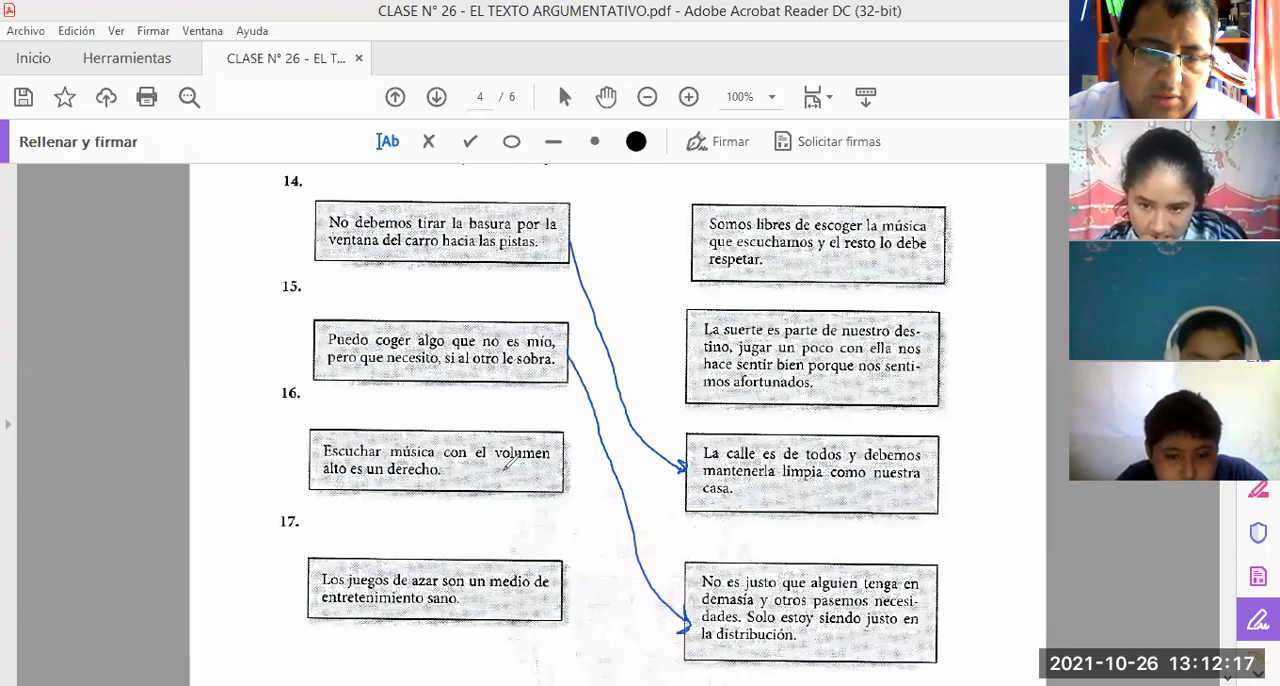 CLASE N° 26 - EL TEXTO ARGUMENTATIVO.pdf - Adobe Acrobat Reader DC (32-bit)
Archivo Edición Ver Firmar Ventana Ayuda
Inicio Herramientas CLASE N° 26 - EL T... ×
4 / 6 100%
Rellenar y firmar Ab Firmar Solicitar firmas
14.
No debemos tirar la basura por la
ventana del carro hacia las pistas.
Somos libres de escoger la música
que escuchamos y el resto lo debe
respetar.
15.
Puedo coger algo que no es mío,
pero que necesito, si al otro le sobra.
La suerte es parte de nuestro des-
tino, jugar un poco con ella nos
hace sentir bien porque nos senti-
mos afortunados.
16.
Escuchar música con el volumen
alto es un derecho.
La calle es de todos y debemos
mantenerla limpia como nuestra
casa.
17.
Los juegos de azar son un medio de
entretenimiento sano.
No es justo que alguien tenga en
demasía y otros pasemos necesi-
dades. Solo estoy siendo justo en
la distribución.
2021-10-26 13:12:17